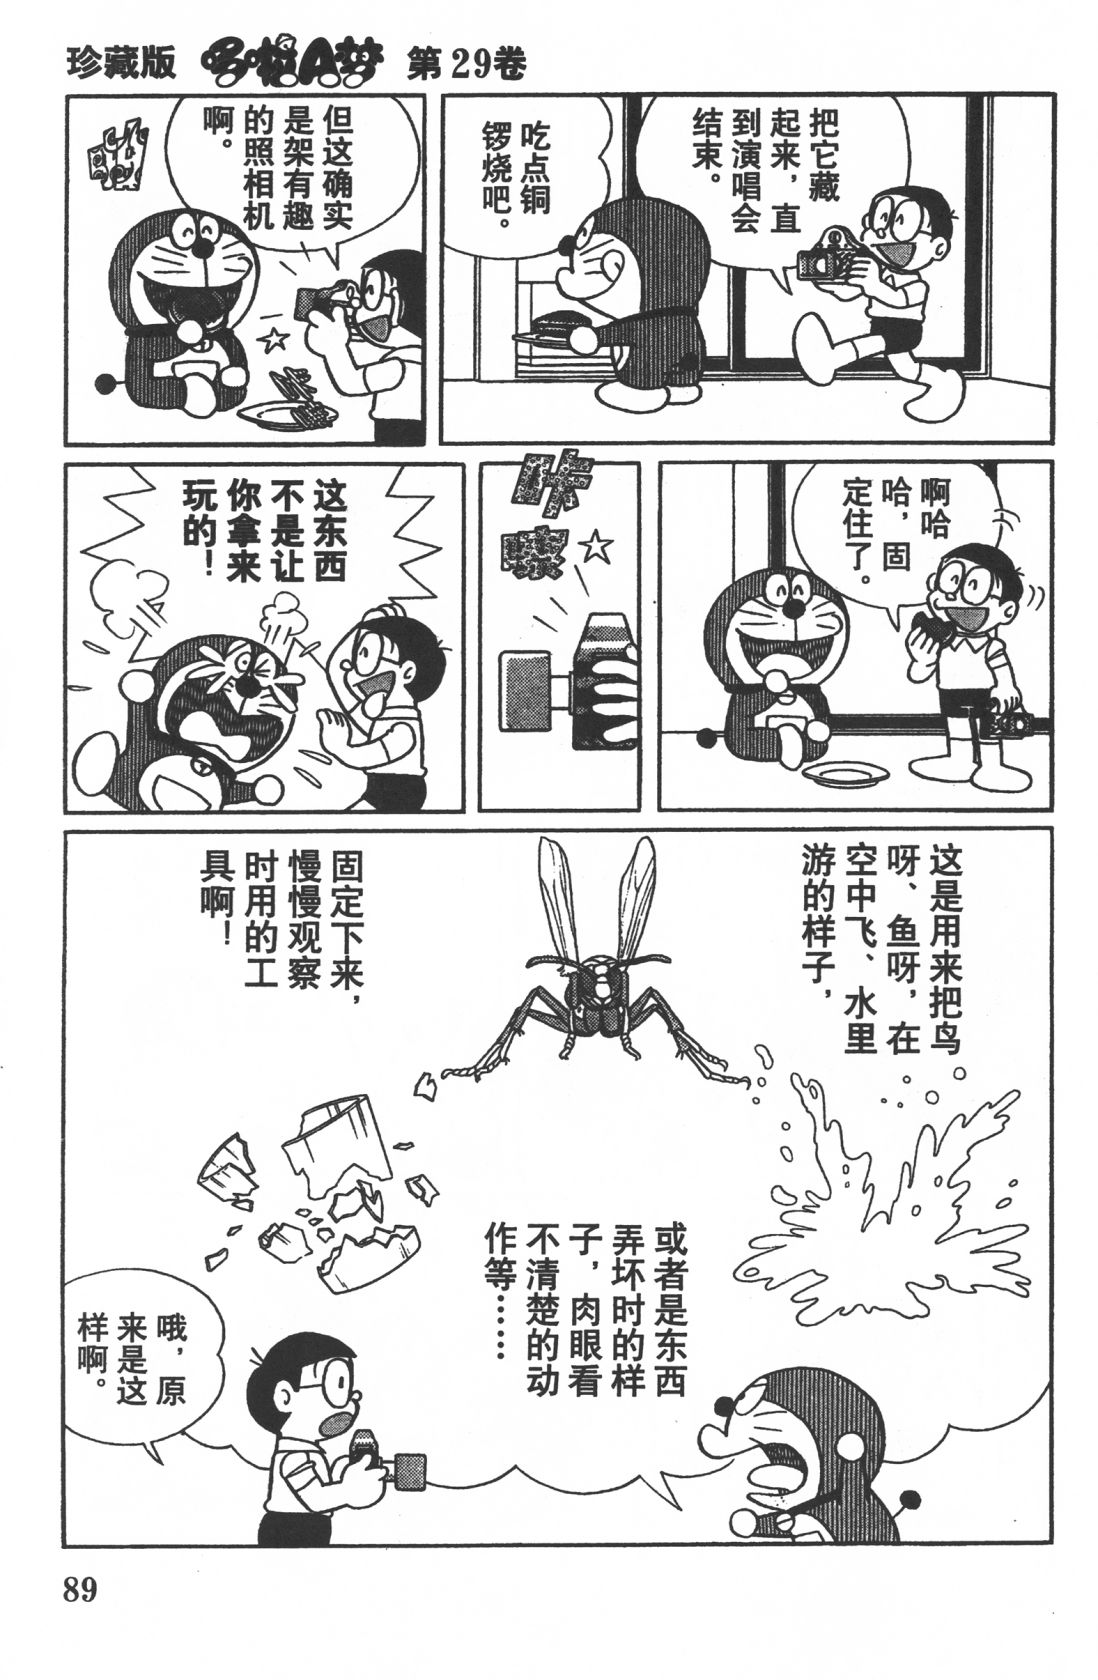 珍藏版 哆啦A梦 第29卷
把它藏
起来，直
到演唱会
结束。
吃点铜
锣烧吧。
但这确实
是架有趣
的照相机
啊。
咔
嚓
啊哈
哈，固
定住了。
咔
嚓
这东西
不是让
你拿来
玩的！
这是用来把鸟
呀、鱼呀，在
空中飞、水里
游的样子，
固定下来，
慢慢观察
时用的工
具啊！
或者是东西
弄坏时的样
子，肉眼看
不清楚的动
作等……
哦，原
来是这
样啊。
89